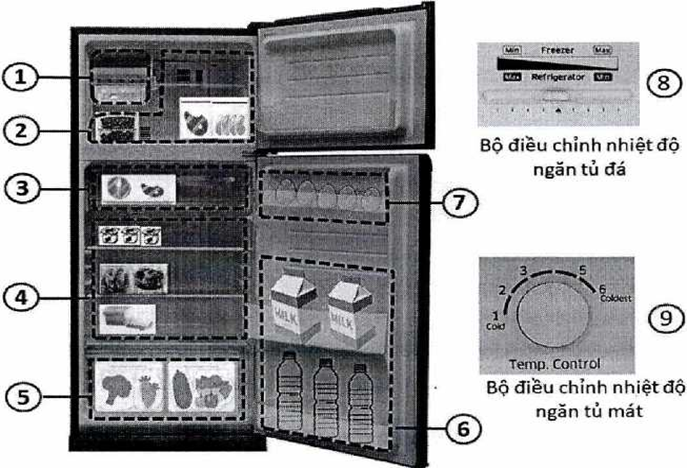 1
2
3
4
5
6
7
MILK MILK
Min Freezer Max
Max Refrigerator Min
8
Bộ điều chỉnh nhiệt độ
ngăn tủ đá
1 2 3 5 6
Cold Coldest
Temp. Control
9
Bộ điều chỉnh nhiệt độ
ngăn tủ mát